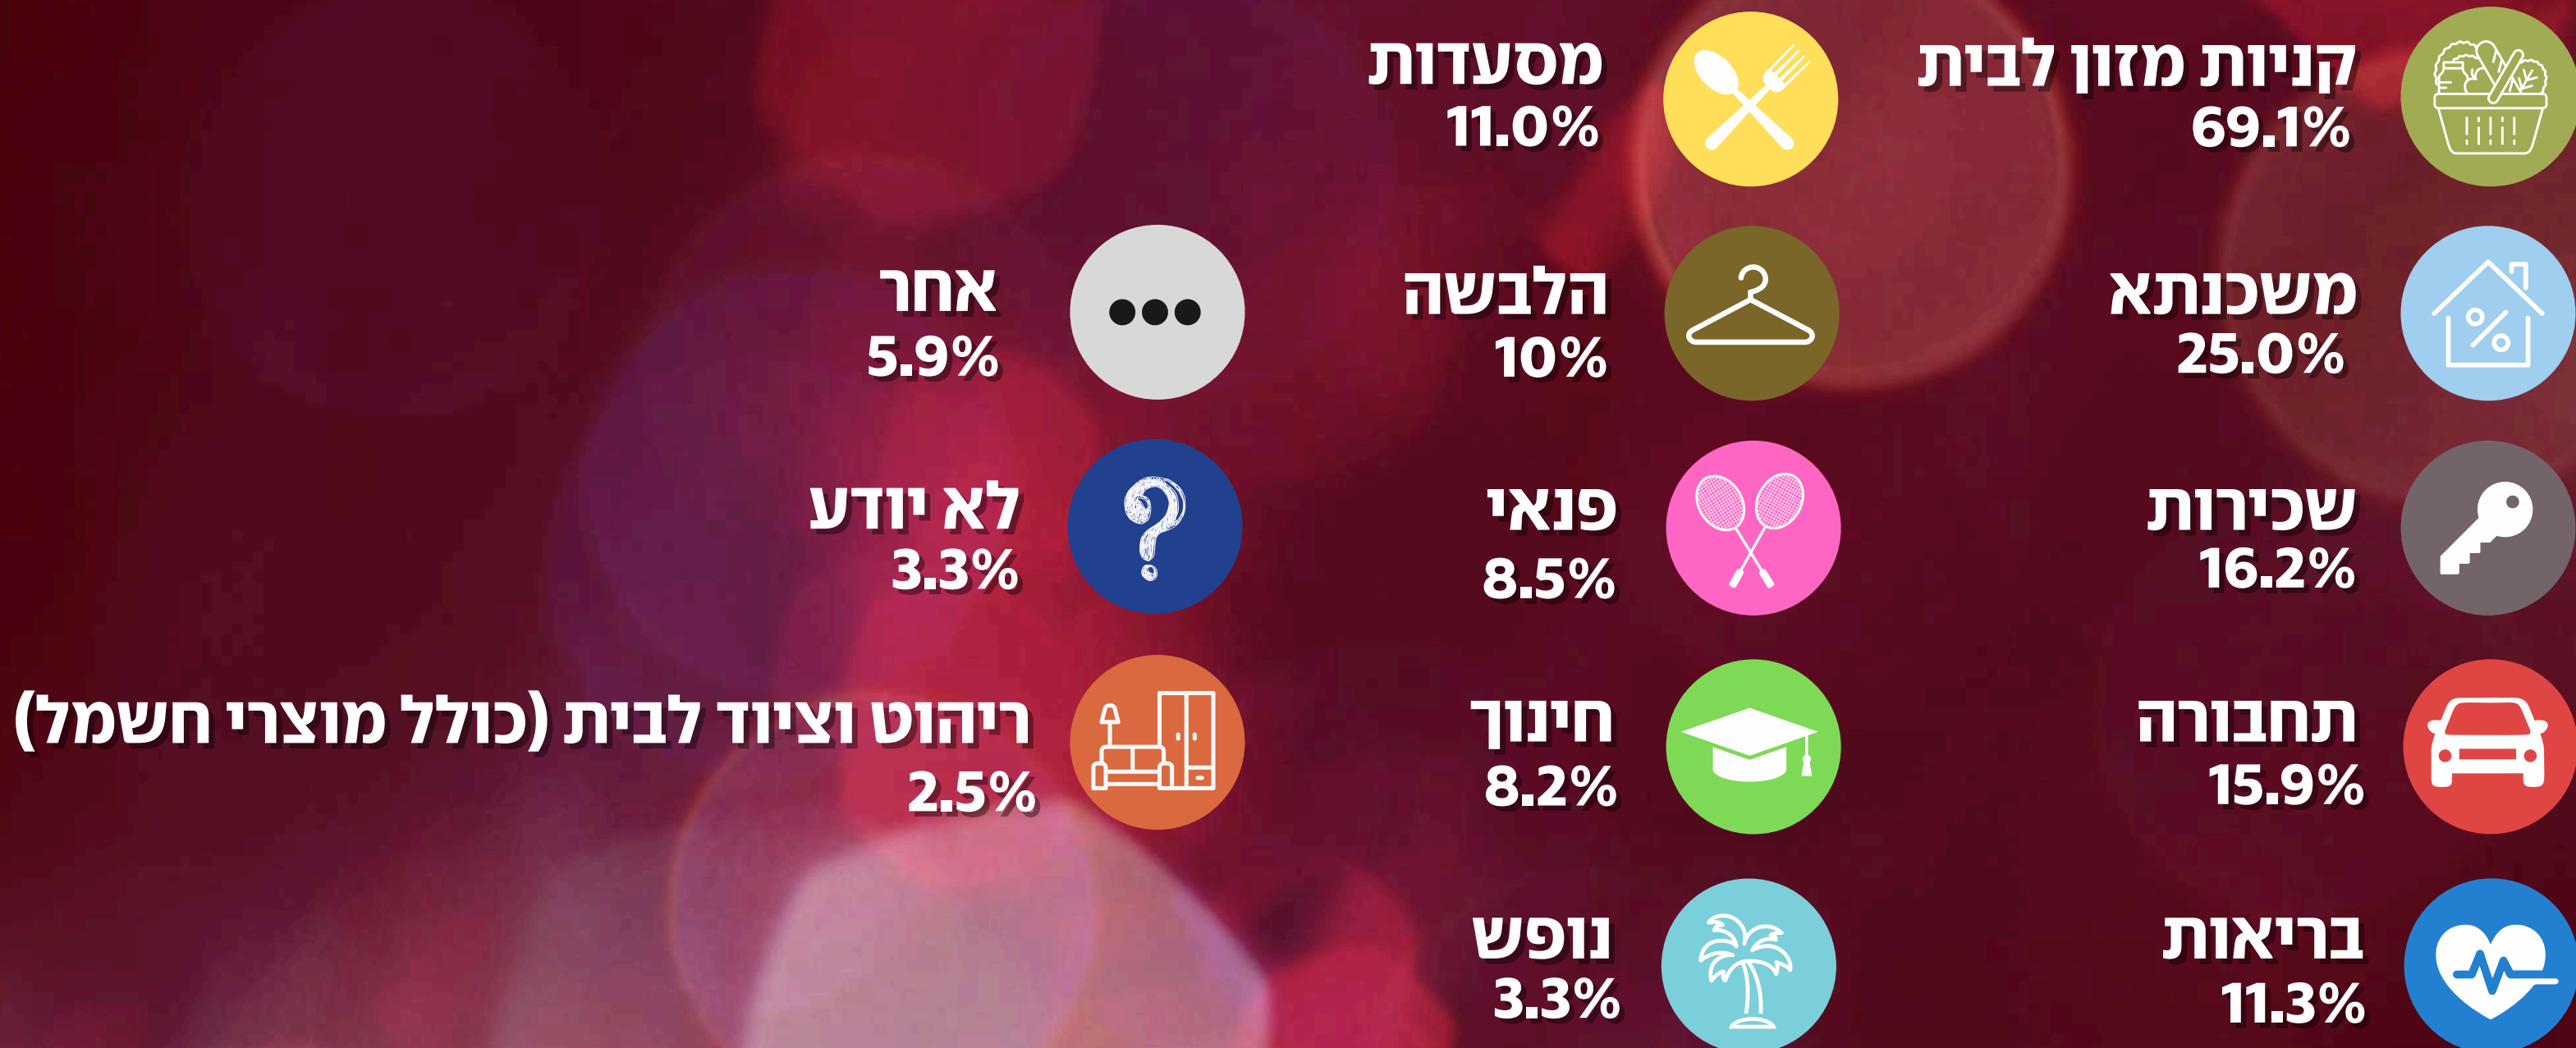 קניות מזון לבית
69.1%
משכנתא
25.0%
שכירות
16.2%
תחבורה
15.9%
בריאות
11.3%
מסעדות
11.0%
הלבשה
10%
פנאי
8.5%
חינוך
8.2%
נופש
3.3%
אחר
5.9%
לא יודע
3.3%
ריהוט וציוד לבית (כולל מוצרי חשמל)
2.5%